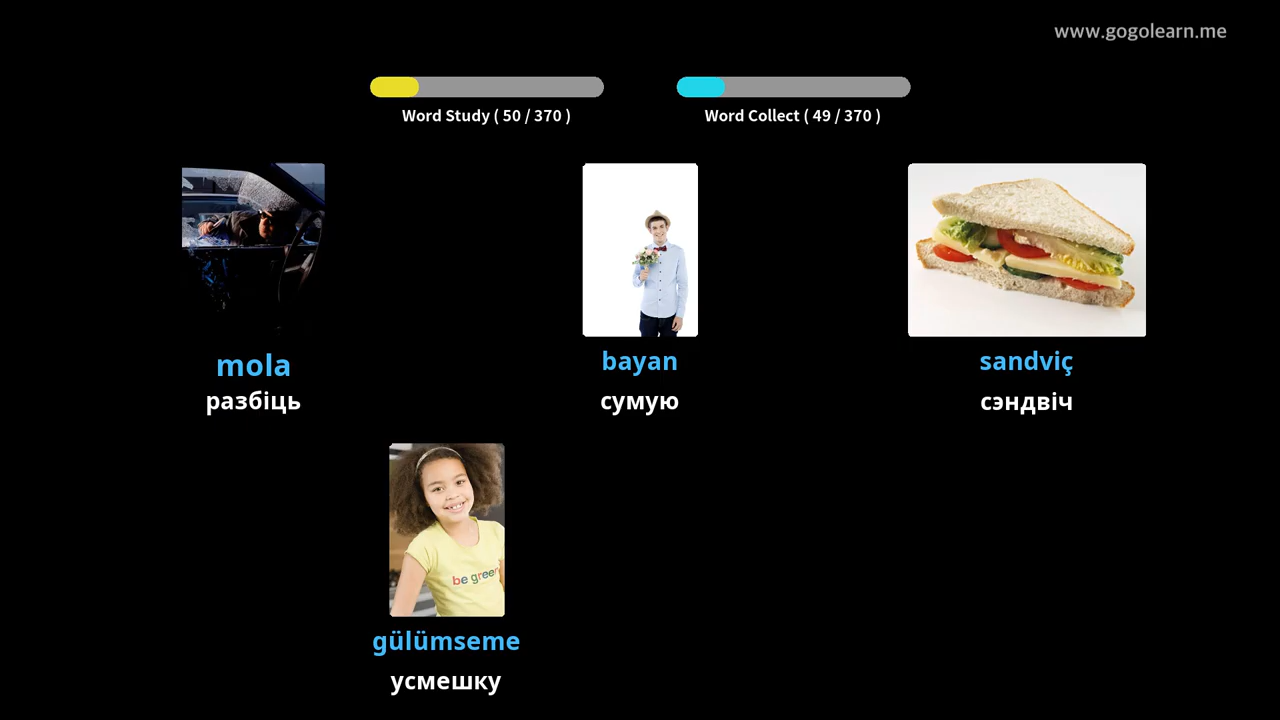 www.gogolearn.me
Word Study ( 50 / 370 )
Word Collect ( 49 / 370 )
mola
разбіць
bayan
сумую
sandviç
сэндвіч
be green
gülümseme
усмешку